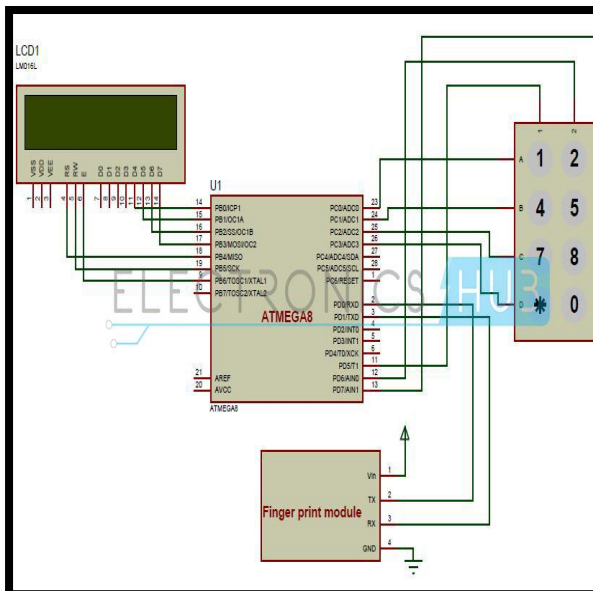 LCD1
LM016L
VSS
VDD
VEE
RS
RW
E
D0
D1
D2
D3
D4
D5
D6
D7
1
2
3
4
5
6
7
8
9
10
11
12
13
14
U1
14 PB0/ICP1 PC0/ADC0 23
15 PB1/OC1A PC1/ADC1 24
16 PB2/SS/OC1B PC2/ADC2 25
17 PB3/MOSI/OC2 PC3/ADC3 26
18 PB4/MISO PC4/ADC4/SDA 27
19 PB5/SCK PC5/ADC5/SCL 28
9 PB6/TOSC1/XTAL1 PC6/RESET 1
10 PB7/TOSC2/XTAL2
PD0/RXD 2
PD1/TXD 3
PD2/INT0 4
PD3/INT1 5
PD4/T0/XCK 6
PD5/T1 11
21 AREF PD6/AIN0 12
20 AVCC PD7/AIN1 13
ATMEGA8
ATMEGA8
ELECTRONICS HUB
1 2
A 1 2
B 4 5
C 7 8
D * 0
Finger print module
Vin 1
TX 2
RX 3
GND 4